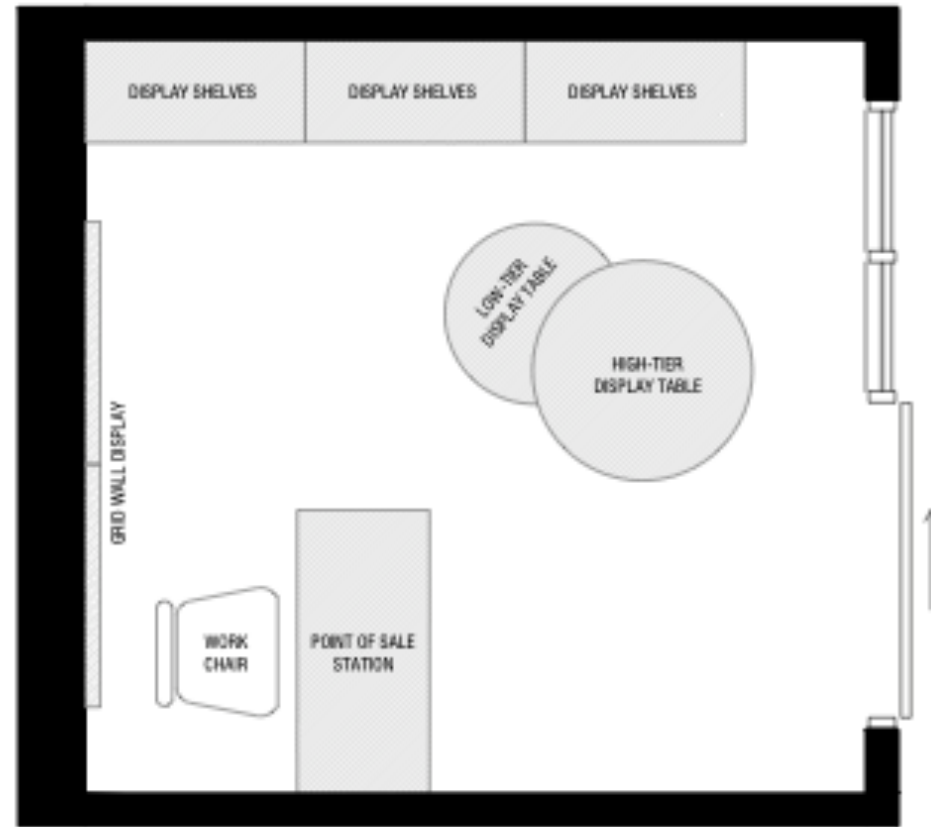 DISPLAY SHELVES
DISPLAY SHELVES
DISPLAY SHELVES
LOW-TIER
DISPLAY TABLE
HIGH-TIER
DISPLAY TABLE
GRID WALL DISPLAY
WORK
CHAIR
POINT OF SALE
STATION